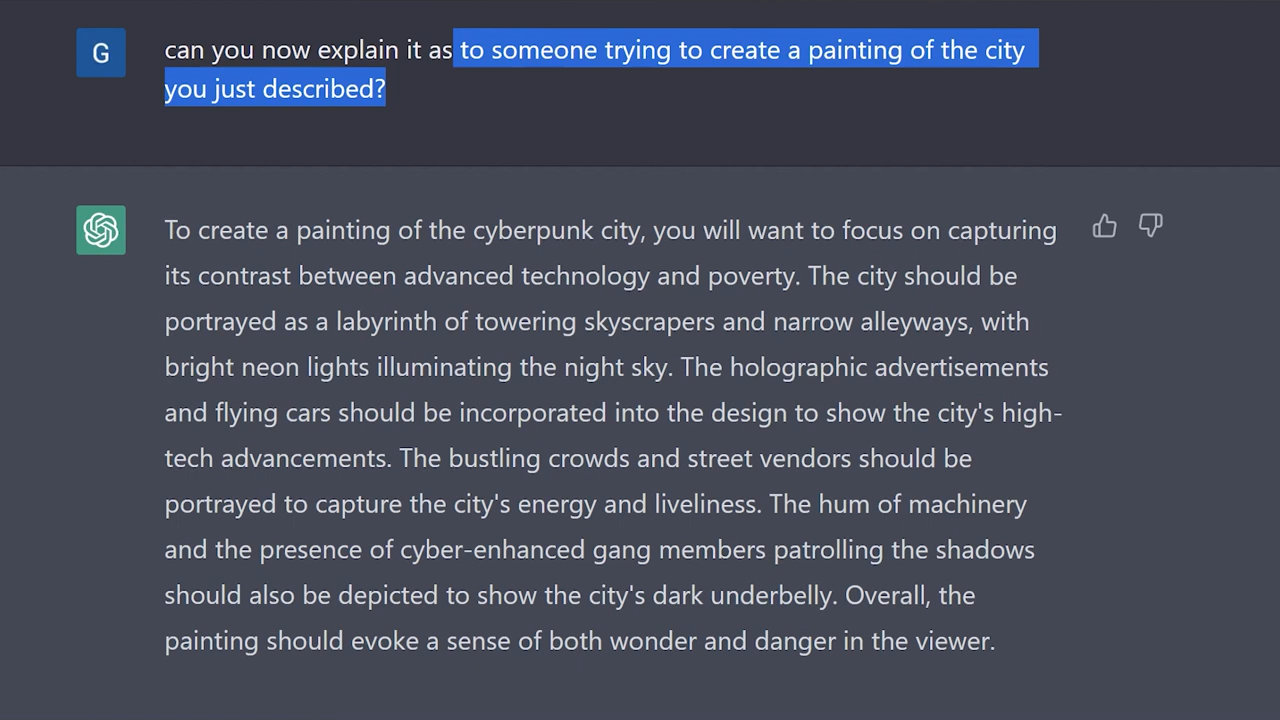 G
can you now explain it as to someone trying to create a painting of the city
you just described?
To create a painting of the cyberpunk city, you will want to focus on capturing
its contrast between advanced technology and poverty. The city should be
portrayed as a labyrinth of towering skyscrapers and narrow alleyways, with
bright neon lights illuminating the night sky. The holographic advertisements
and flying cars should be incorporated into the design to show the city's high-
tech advancements. The bustling crowds and street vendors should be
portrayed to capture the city's energy and liveliness. The hum of machinery
and the presence of cyber-enhanced gang members patrolling the shadows
should also be depicted to show the city's dark underbelly. Overall, the
painting should evoke a sense of both wonder and danger in the viewer.